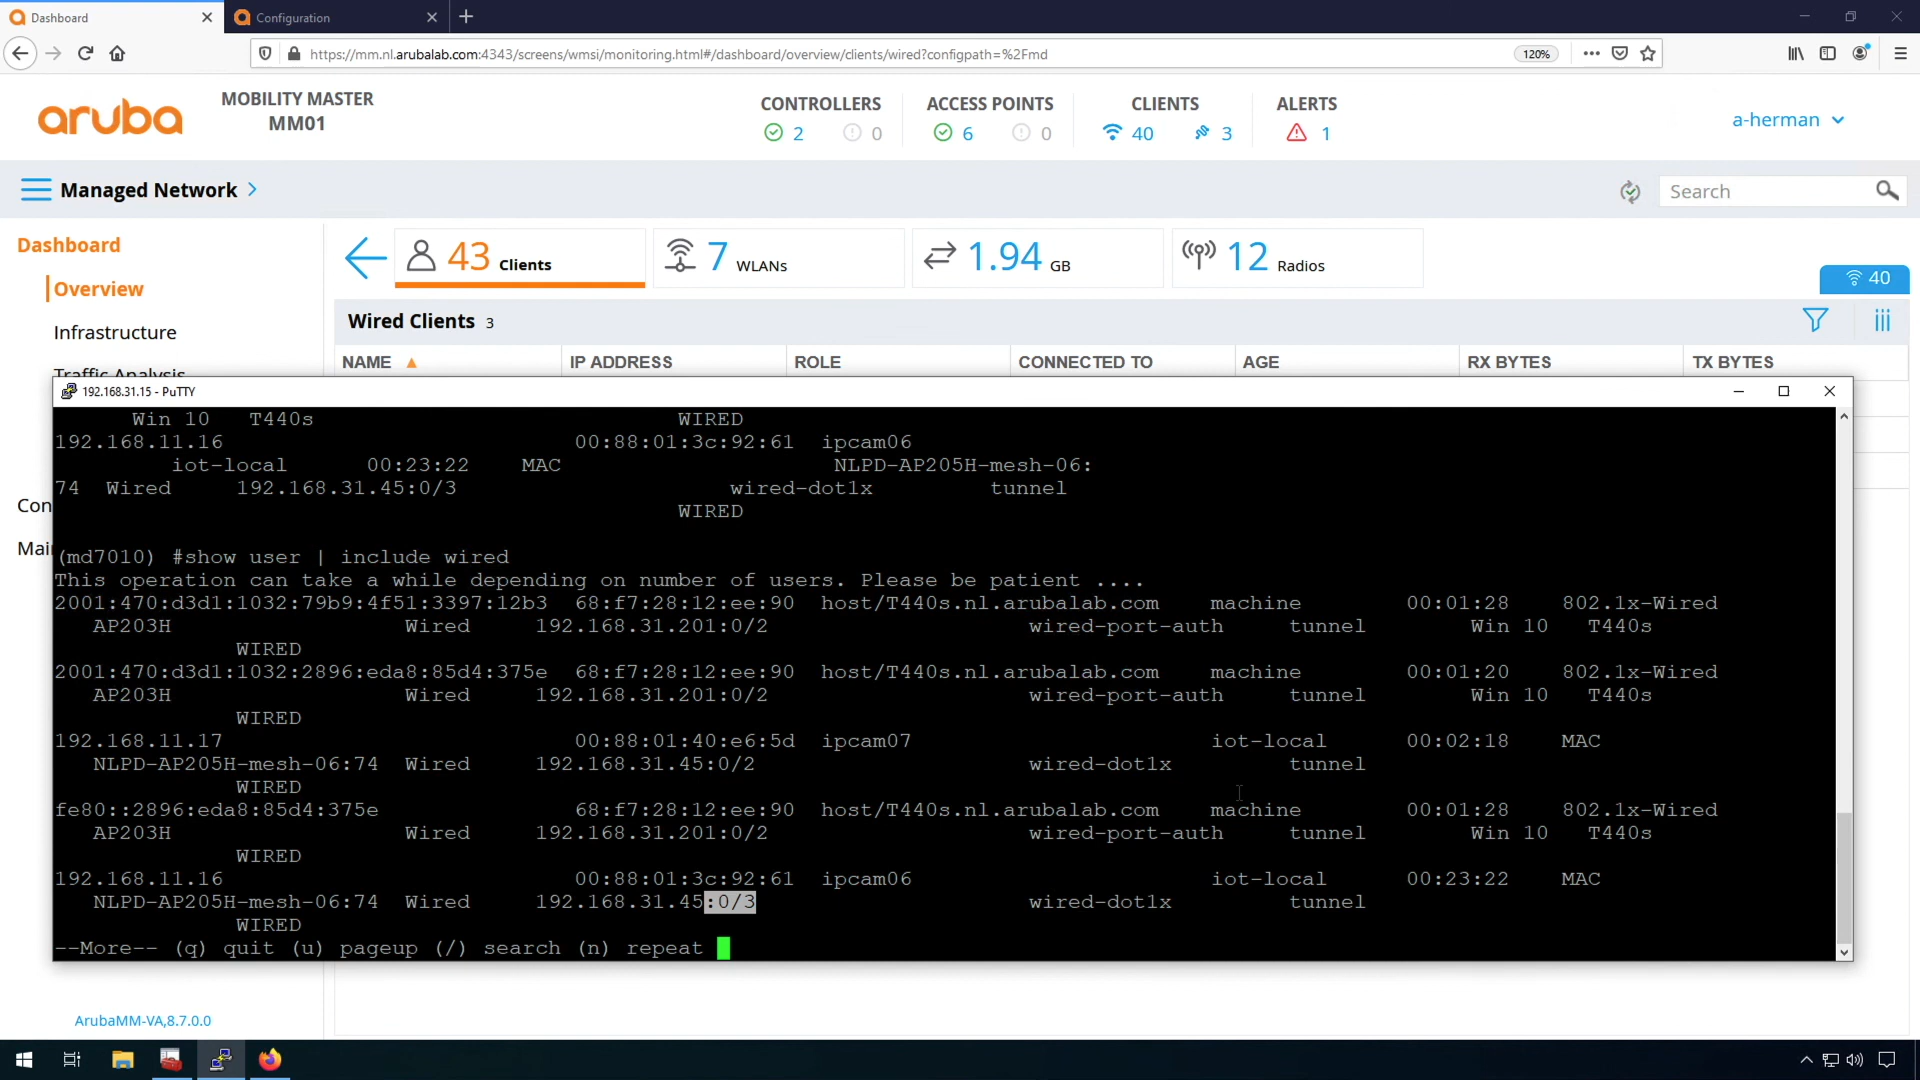 Dashboard
Configuration
https://mm.nl.arubalab.com:4343/screens/wmsi/monitoring.html#/dashboard/overview/clients/wired?configpath=%2Fmd
120%
aruba
MOBILITY MASTER
MM01
CONTROLLERS
2 0
ACCESS POINTS
6 0
CLIENTS
40 3
ALERTS
1
a-herman
Managed Network
Search
Dashboard
Overview
Infrastructure
Traffic Analysis
Con
Mai
43 Clients
7 WLANs
1.94 GB
12 Radios
40
Wired Clients 3
NAME IP ADDRESS ROLE CONNECTED TO AGE RX BYTES TX BYTES
192.168.31.15 - PuTTY
Win 10 T440s WIRED
192.168.11.16 00:88:01:3c:92:61 ipcam06
iot-local 00:23:22 MAC NLPD-AP205H-mesh-06:
74 Wired 192.168.31.45:0/3 wired-dot1x tunnel
WIRED
(md7010) #show user | include wired
This operation can take a while depending on number of users. Please be patient ....
2001:470:d3d1:1032:79b9:4f51:3397:12b3 68:f7:28:12:ee:90 host/T440s.nl.arubalab.com machine 00:01:28 802.1x-Wired
AP203H Wired 192.168.31.201:0/2 wired-port-auth tunnel Win 10 T440s
WIRED
2001:470:d3d1:1032:2896:eda8:85d4:375e 68:f7:28:12:ee:90 host/T440s.nl.arubalab.com machine 00:01:20 802.1x-Wired
AP203H Wired 192.168.31.201:0/2 wired-port-auth tunnel Win 10 T440s
WIRED
192.168.11.17 00:88:01:40:e6:5d ipcam07 iot-local 00:02:18 MAC
NLPD-AP205H-mesh-06:74 Wired 192.168.31.45:0/2 wired-dot1x tunnel
WIRED
fe80::2896:eda8:85d4:375e 68:f7:28:12:ee:90 host/T440s.nl.arubalab.com machine 00:01:28 802.1x-Wired
AP203H Wired 192.168.31.201:0/2 wired-port-auth tunnel Win 10 T440s
WIRED
192.168.11.16 00:88:01:3c:92:61 ipcam06 iot-local 00:23:22 MAC
NLPD-AP205H-mesh-06:74 Wired 192.168.31.45:0/3 wired-dot1x tunnel
WIRED
--More-- (q) quit (u) pageup (/) search (n) repeat
ArubaMM-VA,8.7.0.0